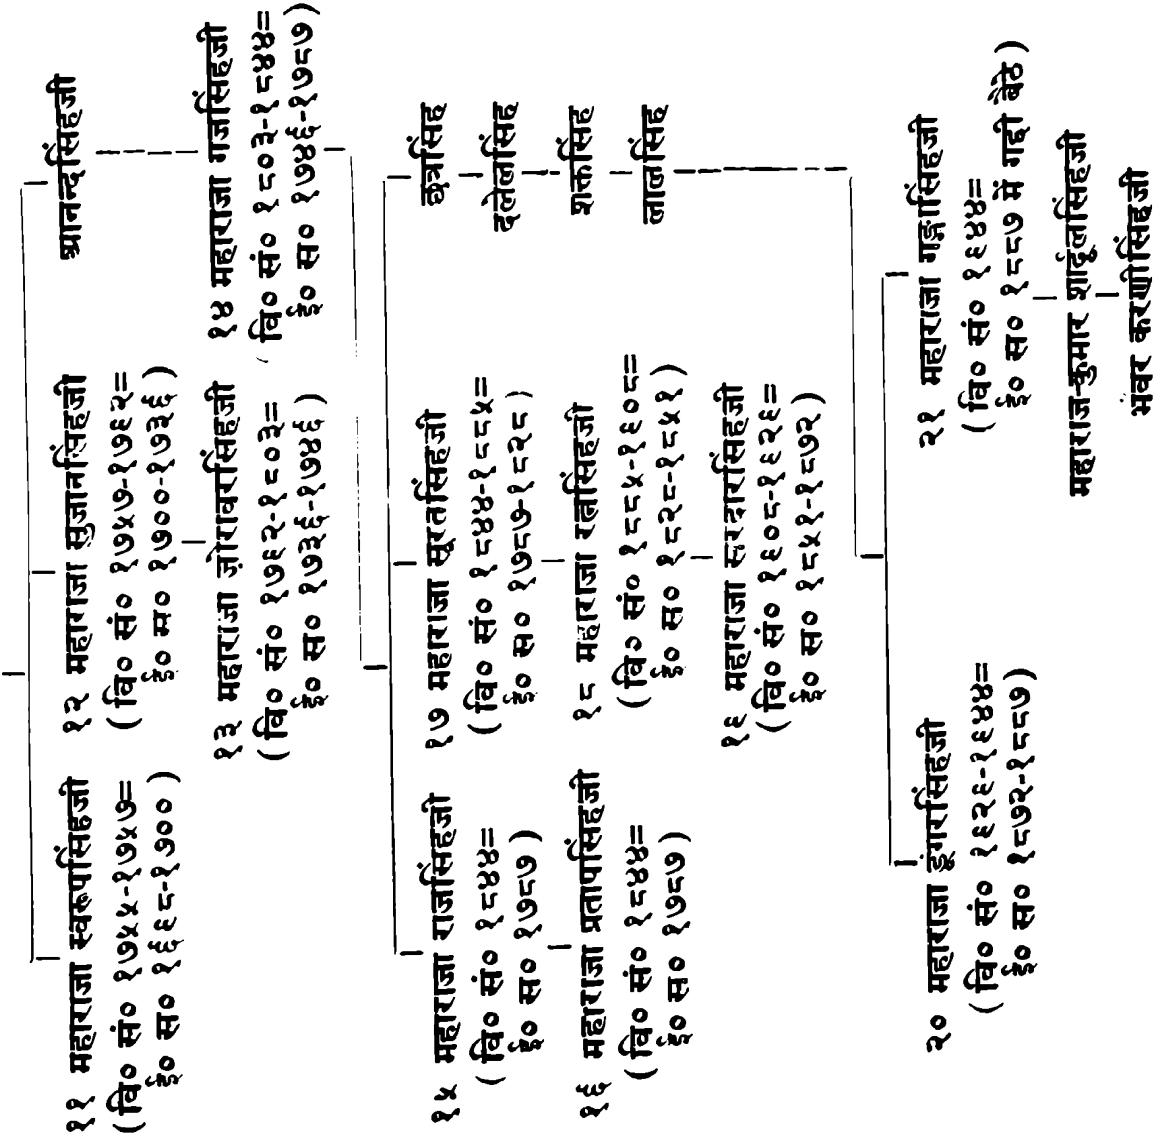 ११ महाराजा स्वरूपसिंहजी
( वि० सं० १७५५-१७५७=
ई० स० १६९८-१७०० )
१२ महाराजा सुजानसिंहजी
( वि० सं० १७५७-१७९२=
ई० स० १७००-१७३६ )
आनन्दसिंहजी
१३ महाराजा ज़ोरावरसिंहजी
( वि० सं० १७९२-१८०३=
ई० स० १७३६-१७४६ )
१४ महाराजा गजसिंहजी
( वि० सं० १८०३-१८४४=
ई० स० १७४६-१७८७ )
१५ महाराजा राजसिंहजी
( वि० सं० १८४४=
ई० स० १७८७ )
१७ महाराजा सूरतसिंहजी
( वि० सं० १८४४-१८८५=
ई० स० १७८७-१८२८ )
छत्रसिंह
दलेलसिंह
१६ महाराजा प्रतापसिंहजी
( वि० सं० १८४४=
ई० स० १७८७ )
१८ महाराजा रत्नसिंहजी
( वि० सं० १८८५-१९०८=
ई० स० १८२८-१८५१ )
शक्तसिंह
लालसिंह
१९ महाराजा सरदारसिंहजी
( वि० सं० १९०८-१९२९=
ई० स० १८५१-१८७२ )
२० महाराजा डूंगरसिंहजी
( वि० सं० १९२९-१९४४=
ई० स० १८७२-१८८७ )
२१ महाराजा गङ्गासिंहजी
( वि० सं० १९४४=
ई० स० १८८७ में गद्दी बैठे )
महाराज-कुमार शार्दूलसिंहजी
भंवर करणीसिंहजी